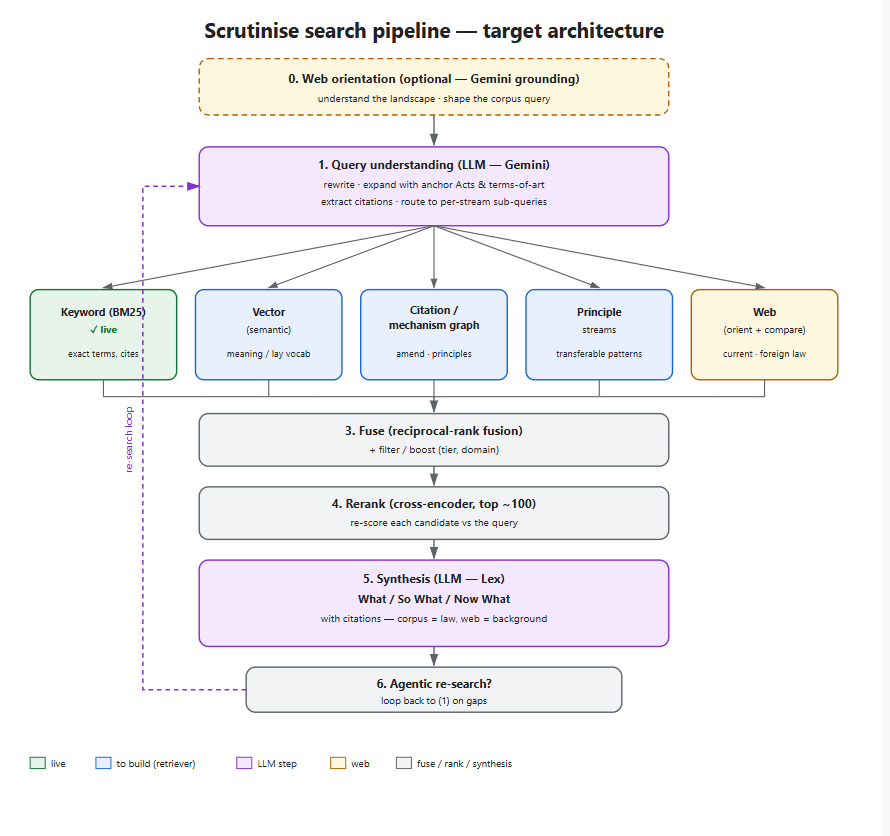 Scrutinise search pipeline — target architecture
0. Web orientation (optional — Gemini grounding)
understand the landscape · shape the corpus query
1. Query understanding (LLM — Gemini)
rewrite · expand with anchor Acts & terms-of-art
extract citations · route to per-stream sub-queries
Keyword (BM25)
✓ live
exact terms, cites
Vector
(semantic)
meaning / lay vocab
Citation /
mechanism graph
amend · principles
Principle
streams
transferable patterns
Web
(orient + compare)
current · foreign law
re-search loop
3. Fuse (reciprocal-rank fusion)
+ filter / boost (tier, domain)
4. Rerank (cross-encoder, top ~100)
re-score each candidate vs the query
5. Synthesis (LLM — Lex)
What / So What / Now What
with citations — corpus = law, web = background
6. Agentic re-search?
loop back to (1) on gaps
live
to build (retriever)
LLM step
web
fuse / rank / synthesis